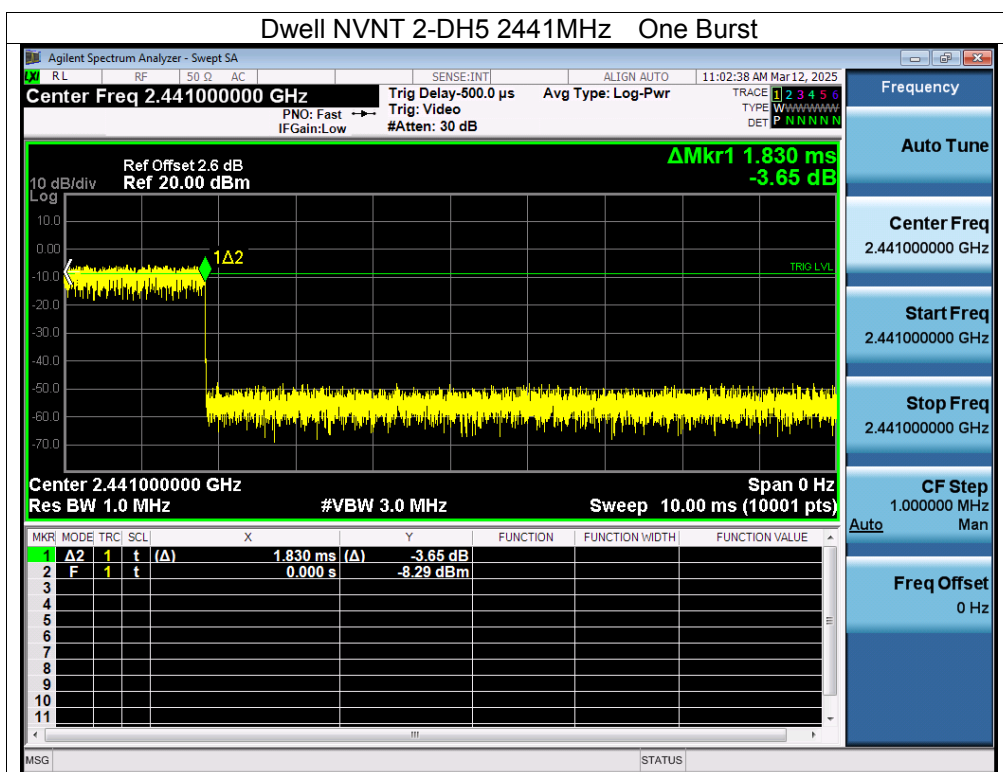 Dwell NVNT 2-DH5 2441MHz One Burst
Agilent Spectrum Analyzer - Swept SA
LXI RL RF 50 Ω AC SENSE:INT ALIGN AUTO 11:02:38 AM Mar 12, 2025
Center Freq 2.441000000 GHz Trig Delay-500.0 µs Avg Type: Log-Pwr TRACE 1 2 3 4 5 6
PNO: Fast Trig: Video TYPE WWWWWW
IFGain:Low #Atten: 30 dB DET P N N N N N
ΔMkr1 1.830 ms
-3.65 dB
Ref Offset 2.6 dB
10 dB/div Ref 20.00 dBm
Log
10.0
0.00
1Δ2
TRIG LVL
-10.0
-20.0
-30.0
-40.0
-50.0
-60.0
-70.0
Center 2.441000000 GHz Span 0 Hz
Res BW 1.0 MHz #VBW 3.0 MHz Sweep 10.00 ms (10001 pts)
MKR MODE TRC SCL X Y FUNCTION FUNCTION WIDTH FUNCTION VALUE
1 Δ2 1 t (Δ) 1.830 ms (Δ) -3.65 dB
2 F 1 t 0.000 s -8.29 dBm
3
4
5
6
7
8
9
10
11
MSG STATUS
Frequency
Auto Tune
Center Freq
2.441000000 GHz
Start Freq
2.441000000 GHz
Stop Freq
2.441000000 GHz
CF Step
1.000000 MHz
Auto Man
Freq Offset
0 Hz